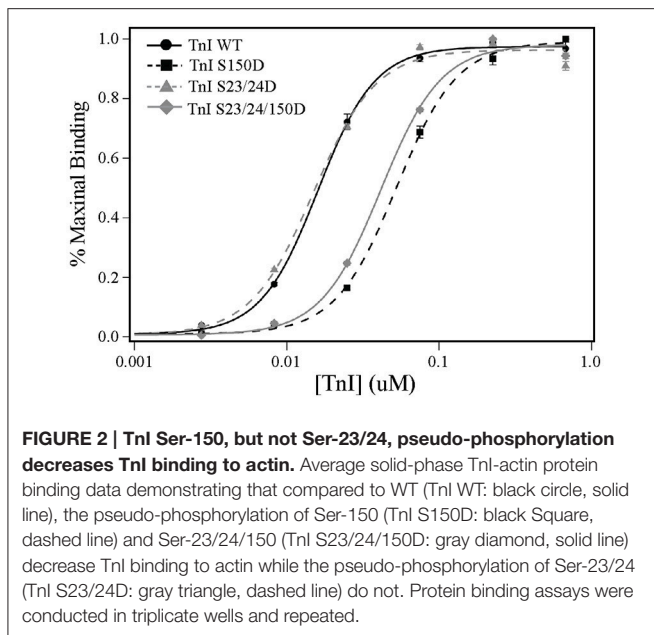 1.0
0.8
0.6
0.4
0.2
0.0
% Maxinal Binding
TnI WT
TnI S150D
TnI S23/24D
TnI S23/24/150D
0.001
0.01
0.1
1.0
[TnI] (uM)
FIGURE 2 | TnI Ser-150, but not Ser-23/24, pseudo-phosphorylation
decreases TnI binding to actin. Average solid-phase TnI-actin protein
binding data demonstrating that compared to WT (TnI WT: black circle, solid
line), the pseudo-phosphorylation of Ser-150 (TnI S150D: black Square,
dashed line) and Ser-23/24/150 (TnI S23/24/150D: gray diamond, solid line)
decrease TnI binding to actin while the pseudo-phosphorylation of Ser-23/24
(TnI S23/24D: gray triangle, dashed line) do not. Protein binding assays were
conducted in triplicate wells and repeated.